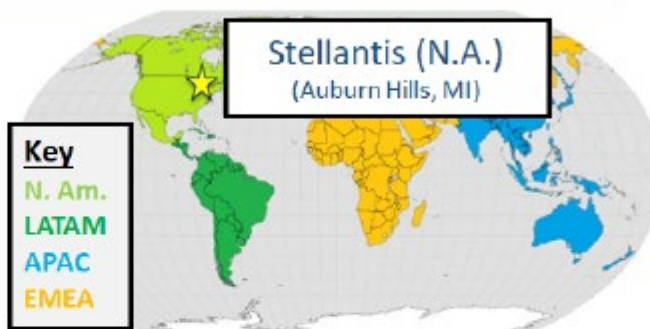 Stellantis (N.A.)
(Auburn Hills, MI)
Key
N. Am.
LATAM
APAC
EMEA